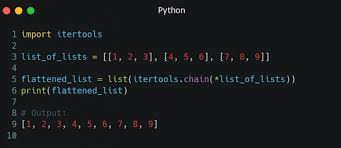 Python
1 import itertools
2
3 list_of_lists = [[1, 2, 3], [4, 5, 6], [7, 8, 9]]
4
5 flattened_list = list(itertools.chain(*list_of_lists))
6 print(flattened_list)
7
8 # Output:
9 [1, 2, 3, 4, 5, 6, 7, 8, 9]
10